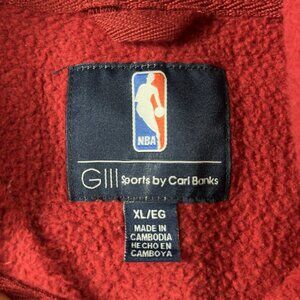 NBA
GIII Sports by Carl Banks
XL/EG
MADE IN
CAMBODIA
HECHO EN
CAMBOYA